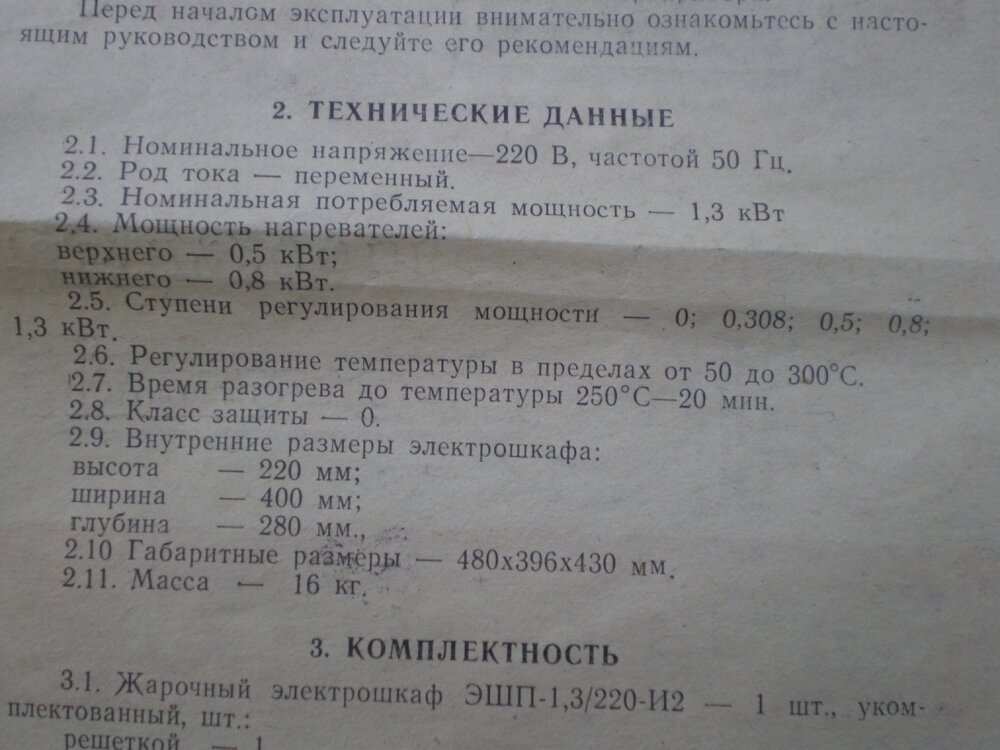 Перед началом эксплуатации внимательно ознакомьтесь с насто-
ящим руководством и следуйте его рекомендациям.
2. ТЕХНИЧЕСКИЕ ДАННЫЕ
2.1. Номинальное напряжение—220 В, частотой 50 Гц.
2.2. Род тока — переменный.
2.3. Номинальная потребляемая мощность — 1,3 кВт
2,4. Мощность нагревателей:
верхнего — 0,5 кВт;
нижнего — 0,8 кВт.
2.5. Ступени регулирования мощности — 0; 0,308; 0,5; 0,8;
1,3 кВт.
2.6. Регулирование температуры в пределах от 50 до 300°С.
2.7. Время разогрева до температуры 250°С—20 мин.
2.8. Класс защиты — 0.
2.9. Внутренние размеры электрошкафа:
высота — 220 мм;
ширина — 400 мм;
глубина — 280 мм.,
2.10 Габаритные размеры — 480х396х430 мм.
2.11. Масса — 16 кг.
3. КОМПЛЕКТНОСТЬ
3.1. Жарочный электрошкаф ЭШП-1,3/220-И2 — 1 шт., уком-
плектованный, шт.:
решеткой — 1